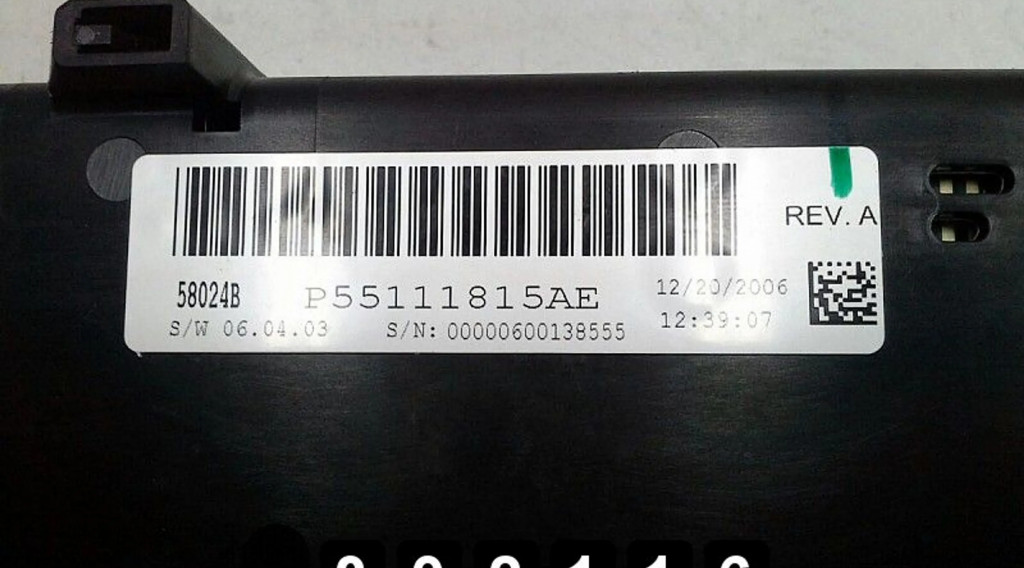 REV. A
58024B P55111815AE 12/20/2006
S/W 06.04.03 S/N: 00000600138555 12:39:07